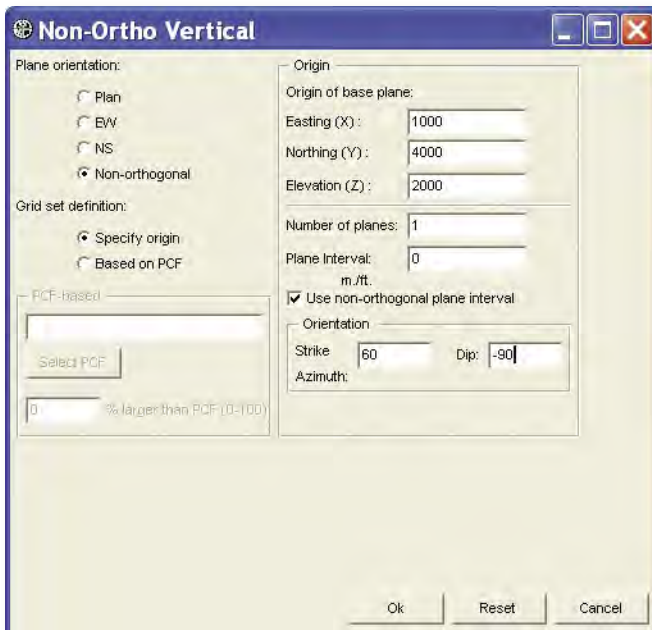 Non-Ortho Vertical
Plane orientation:
Plan
EW
NS
Non-orthogonal
Grid set definition:
Specify origin
Based on PCF
PCF-based
Select PCF
0 % larger than PCF (0-100)
Origin
Origin of base plane:
Easting (X) : 1000
Northing (Y) : 4000
Elevation (Z) : 2000
Number of planes: 1
Plane Interval: 0
m./ft.
Use non-orthogonal plane interval
Orientation
Strike 60 Dip: -90
Azimuth:
Ok Reset Cancel